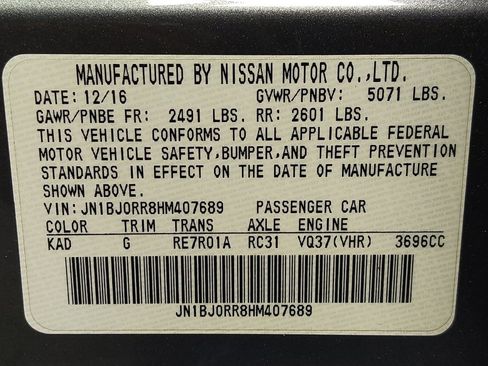 MANUFACTURED BY NISSAN MOTOR CO.,LTD.
DATE: 12/16 GVWR/PNBV: 5071 LBS.
GAWR/PNBE FR: 2491 LBS. RR: 2601 LBS.
THIS VEHICLE CONFORMS TO ALL APPLICABLE FEDERAL
MOTOR VEHICLE SAFETY,BUMPER,AND THEFT PREVENTION
STANDARDS IN EFFECT ON THE DATE OF MANUFACTURE
SHOWN ABOVE.
VIN: JN1BJ0RR8HM407689 PASSENGER CAR
COLOR TRIM TRANS AXLE ENGINE
KAD G RE7R01A RC31 VQ37(VHR) 3696CC
JN1BJ0RR8HM407689